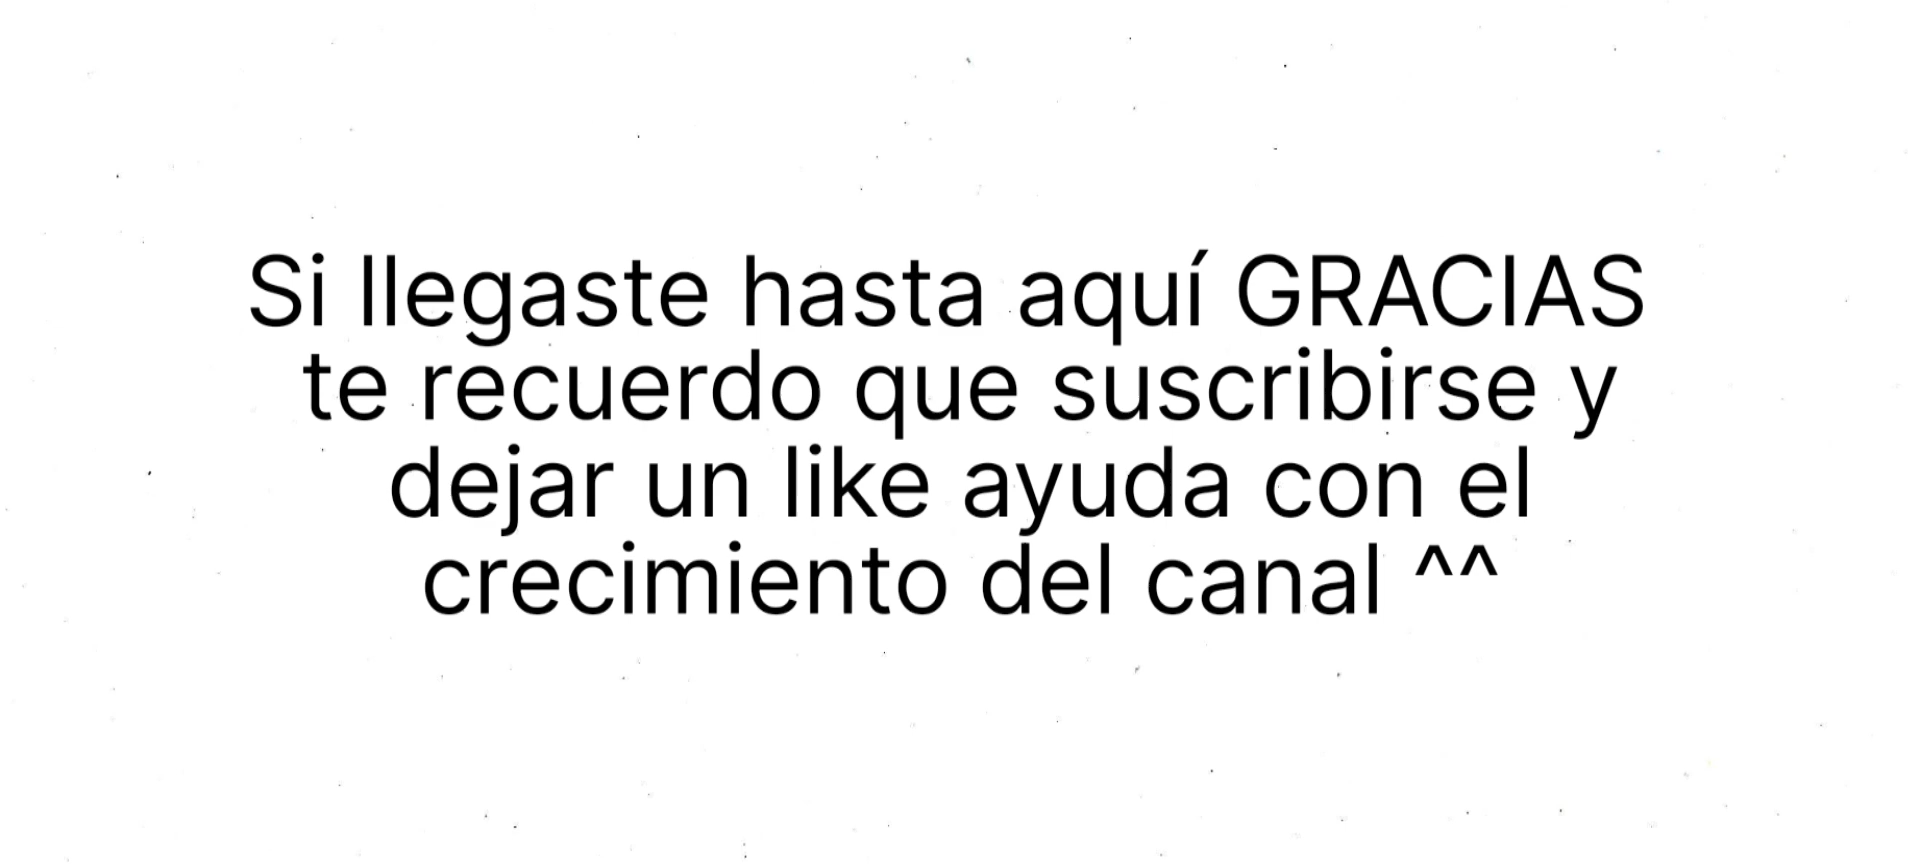 Si llegaste hasta aquí GRACIAS
te recuerdo que suscribirse y
dejar un like ayuda con el
crecimiento del canal ^^